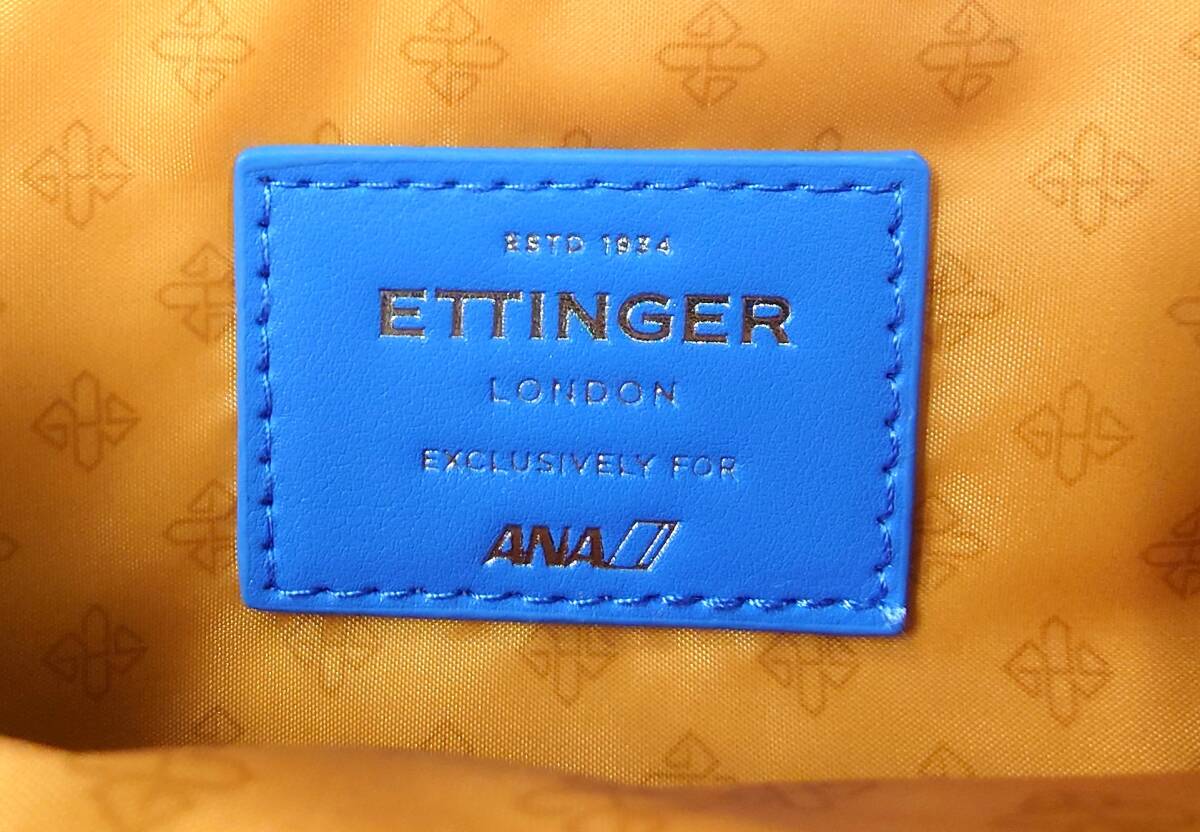 ESTD 1934
ETTINGER
LONDON
EXCLUSIVELY FOR
ANA